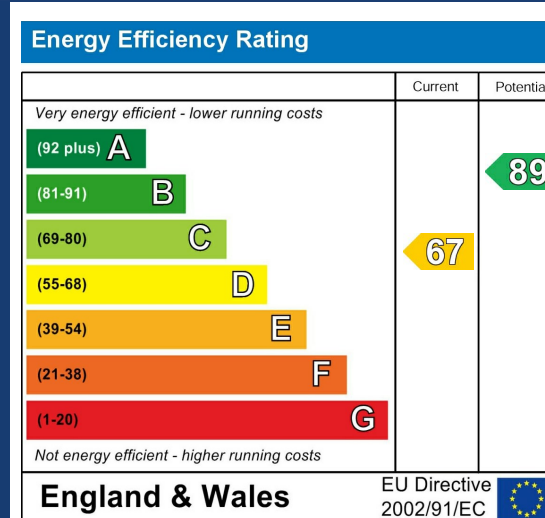 Energy Efficiency Rating
Current Potentia
Very energy efficient - lower running costs
(92 plus) A
(81-91) B
89
(69-80) C
67
(55-68) D
(39-54) E
(21-38) F
(1-20) G
Not energy efficient - higher running costs
England & Wales
EU Directive
2002/91/EC